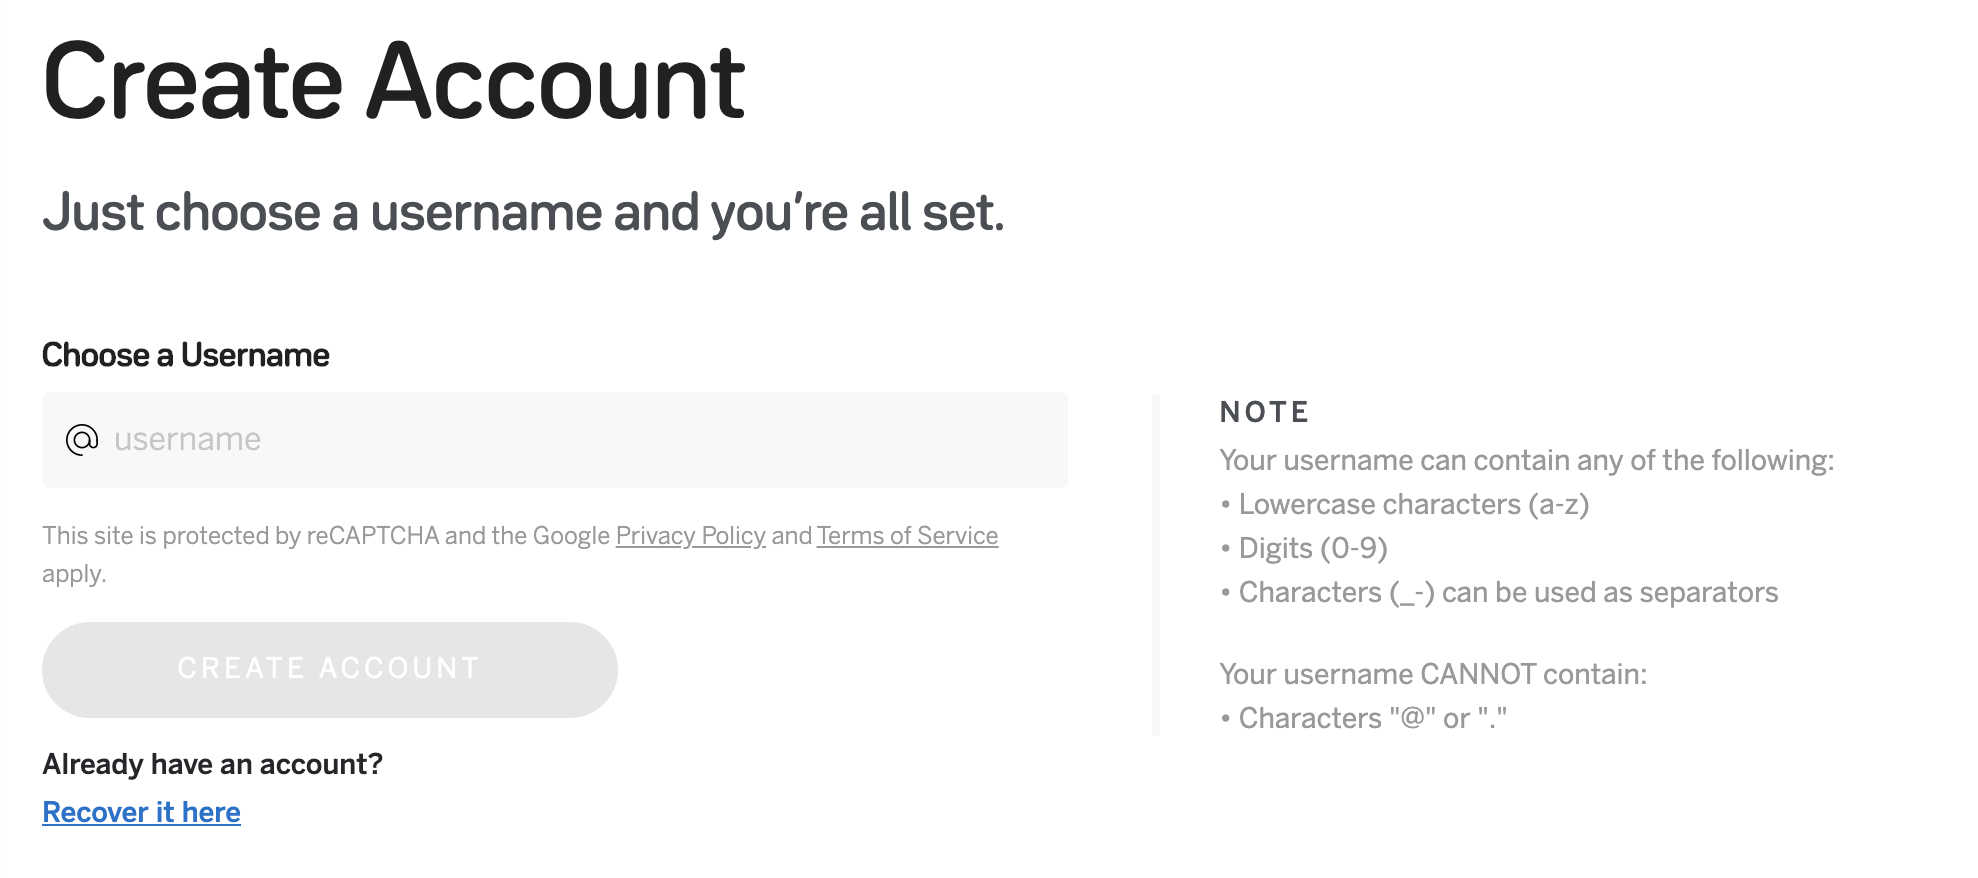 Create Account
Just choose a username and you're all set.
Choose a Username
@ username
This site is protected by reCAPTCHA and the Google Privacy Policy and Terms of Service
apply.
CREATE ACCOUNT
Already have an account?
Recover it here
NOTE
Your username can contain any of the following:
• Lowercase characters (a-z)
• Digits (0-9)
• Characters (_-) can be used as separators
Your username CANNOT contain:
• Characters "@" or "."